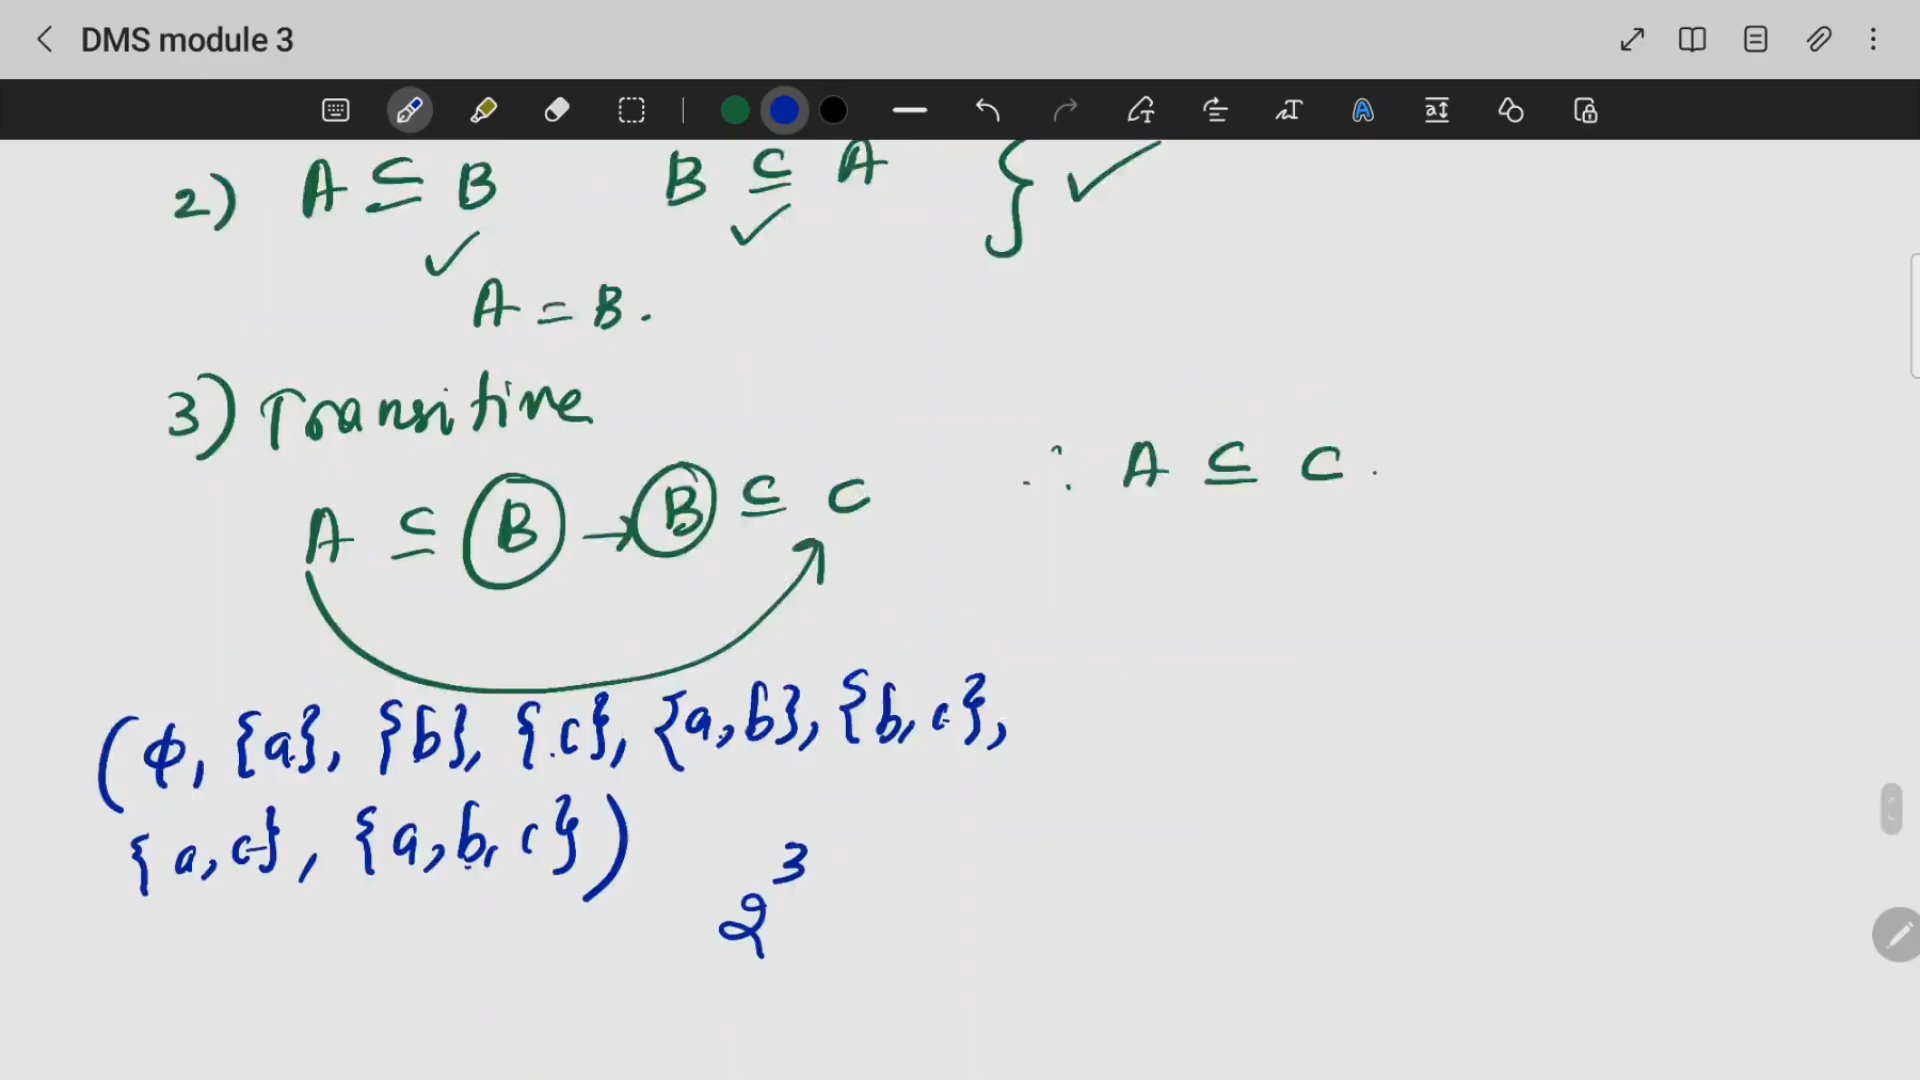 DMS module 3
2) A ⊆ B    B ⊆ A } ✓
✓ ✓
A = B.
3) Transitive
A ⊆ B → B ⊆ C    ∴ A ⊆ C.
(ϕ, {a}, {b}, {c}, {a,b}, {b,c},
{a,c}, {a,b,c})
2³